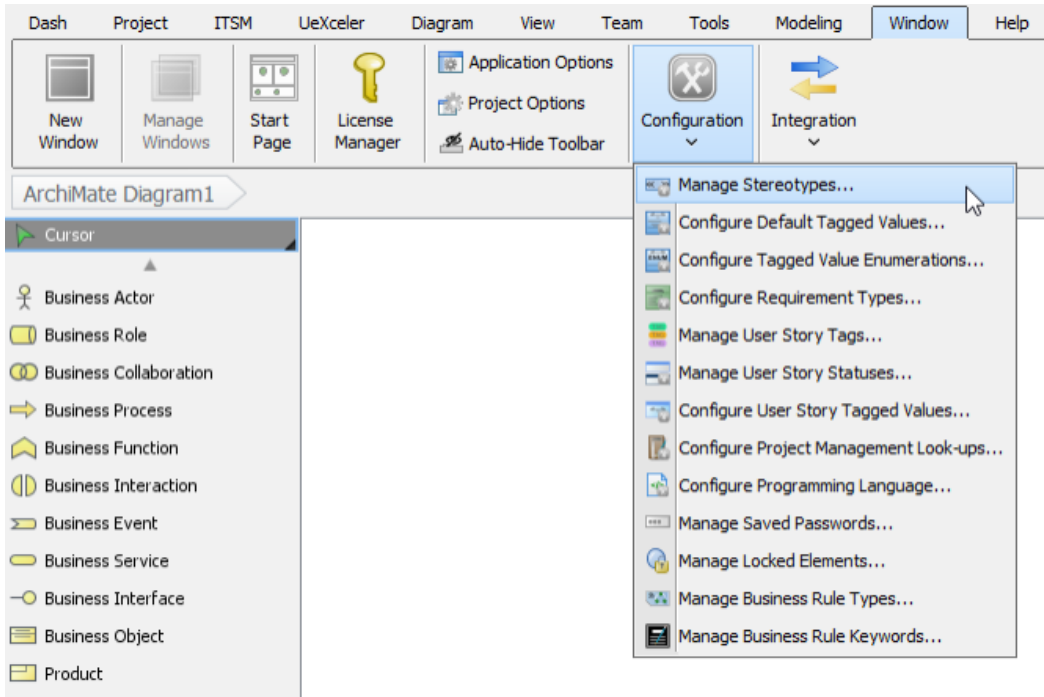 Dash Project ITSM UeXceler Diagram View Team Tools Modeling Window Help
New Window
Manage Windows
Start Page
License Manager
Application Options
Project Options
Auto-Hide Toolbar
Configuration
Integration
ArchiMate Diagram1
Cursor
Business Actor
Business Role
Business Collaboration
Business Process
Business Function
Business Interaction
Business Event
Business Service
Business Interface
Business Object
Product
Manage Stereotypes...
Configure Default Tagged Values...
Configure Tagged Value Enumerations...
Configure Requirement Types...
Manage User Story Tags...
Manage User Story Statuses...
Configure User Story Tagged Values...
Configure Project Management Look-ups...
Configure Programming Language...
Manage Saved Passwords...
Manage Locked Elements...
Manage Business Rule Types...
Manage Business Rule Keywords...